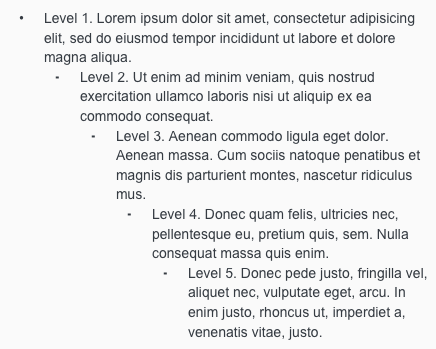 • Level 1. Lorem ipsum dolor sit amet, consectetur adipisicing
elit, sed do eiusmod tempor incididunt ut labore et dolore
magna aliqua.
- Level 2. Ut enim ad minim veniam, quis nostrud
exercitation ullamco laboris nisi ut aliquip ex ea
commodo consequat.
- Level 3. Aenean commodo ligula eget dolor.
Aenean massa. Cum sociis natoque penatibus et
magnis dis parturient montes, nascetur ridiculus
mus.
- Level 4. Donec quam felis, ultricies nec,
pellentesque eu, pretium quis, sem. Nulla
consequat massa quis enim.
- Level 5. Donec pede justo, fringilla vel,
aliquet nec, vulputate eget, arcu. In
enim justo, rhoncus ut, imperdiet a,
venenatis vitae, justo.